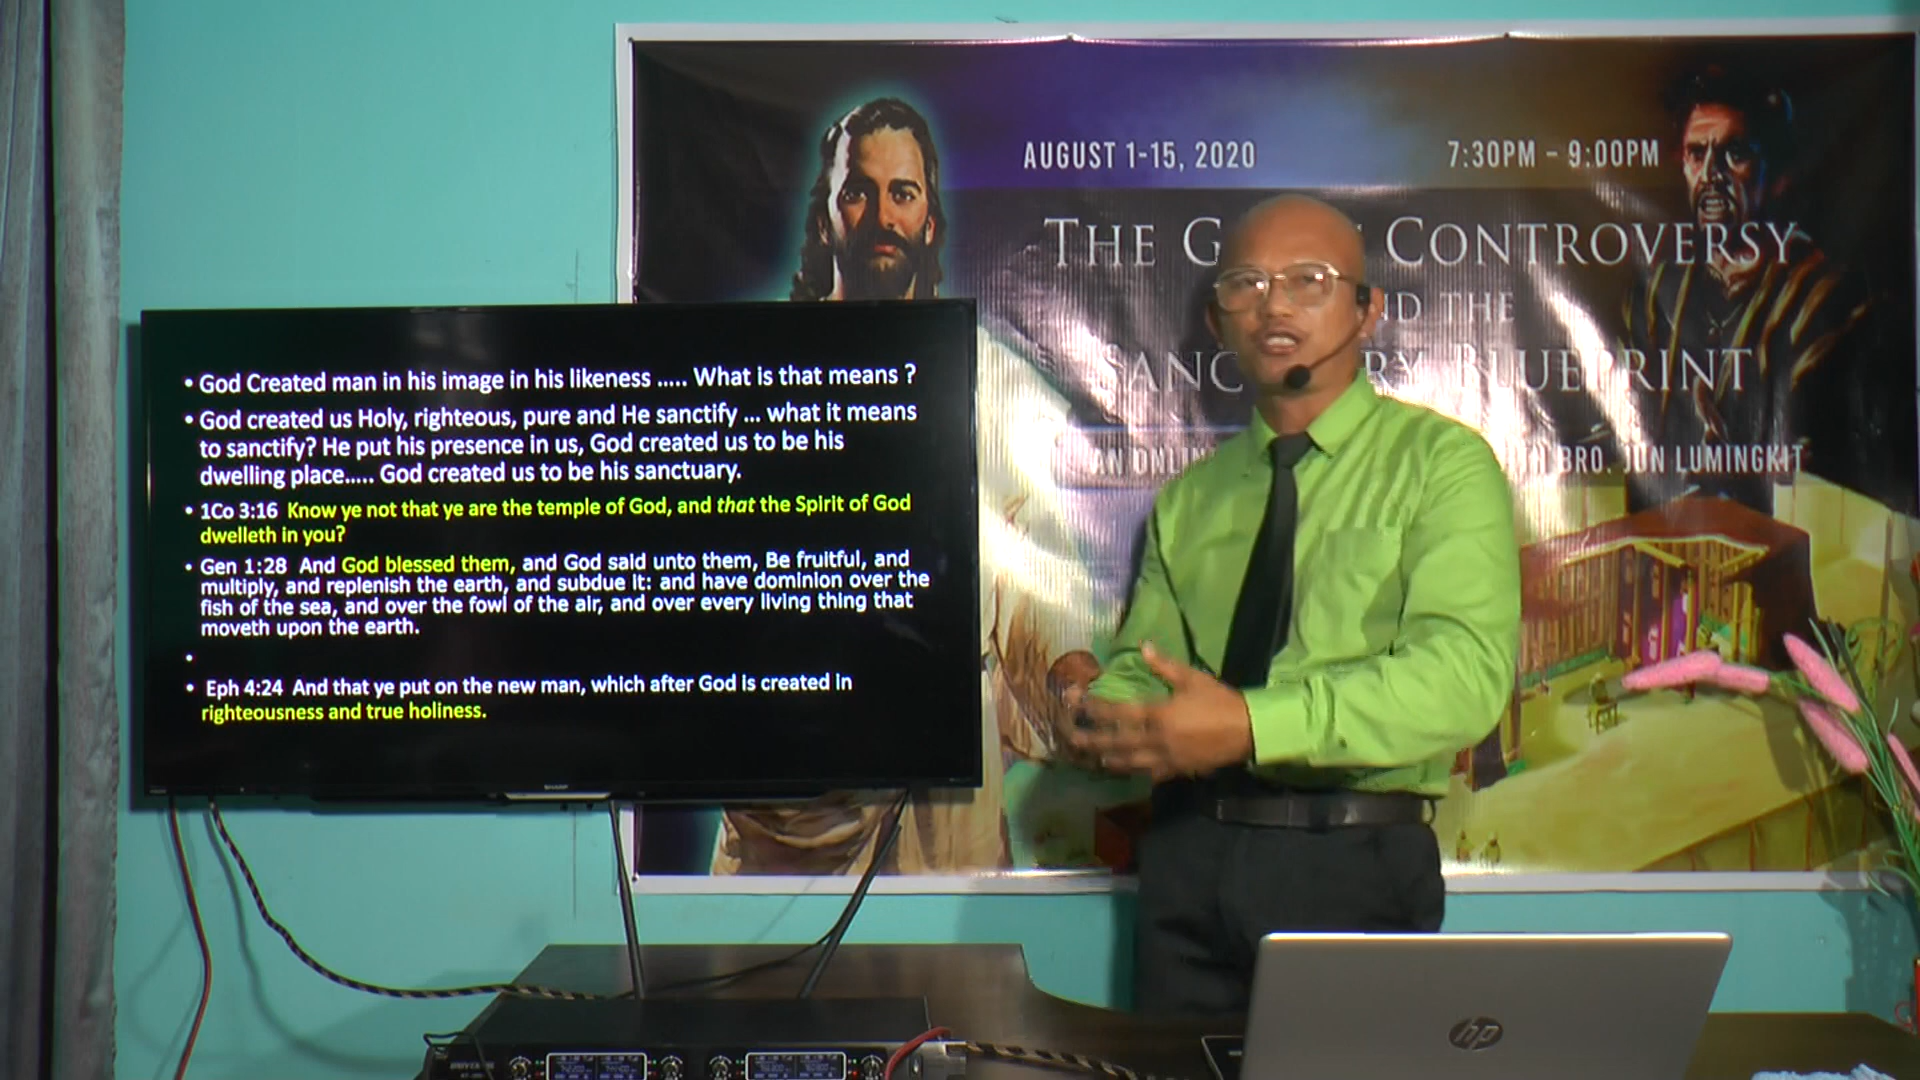 AUGUST 1-15, 2020
7:30PM - 9:00PM
THE G CONTROVERSY
ND THE
SANC RY BLUEPRINT
AN ONLIN TH BRO. JUN LUMINGKIT
• God Created man in his image in his likeness ..... What is that means ?
• God created us Holy, righteous, pure and He sanctify ... what it means
to sanctify? He put his presence in us, God created us to be his
dwelling place..... God created us to be his sanctuary.
• 1Co 3:16 Know ye not that ye are the temple of God, and that the Spirit of God
dwelleth in you?
• Gen 1:28 And God blessed them, and God said unto them, Be fruitful, and
multiply, and replenish the earth, and subdue it: and have dominion over the
fish of the sea, and over the fowl of the air, and over every living thing that
moveth upon the earth.
•
• Eph 4:24 And that ye put on the new man, which after God is created in
righteousness and true holiness.
SHARP
hp